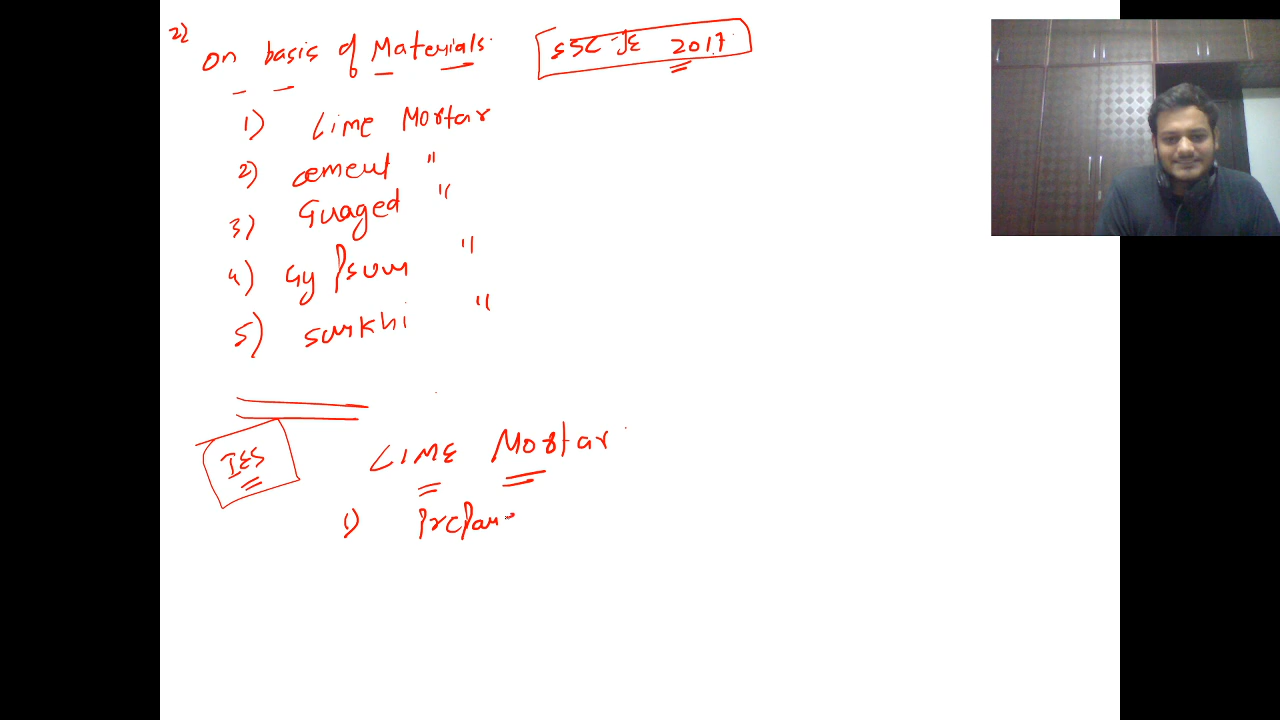 2) On basis of Materials.
SSC JE 2017
1) Lime Mortar
2) cement "
3) Guaged "
4) Gypsum "
5) Surkhi "
IES
LIME Mortar
1) Prepar